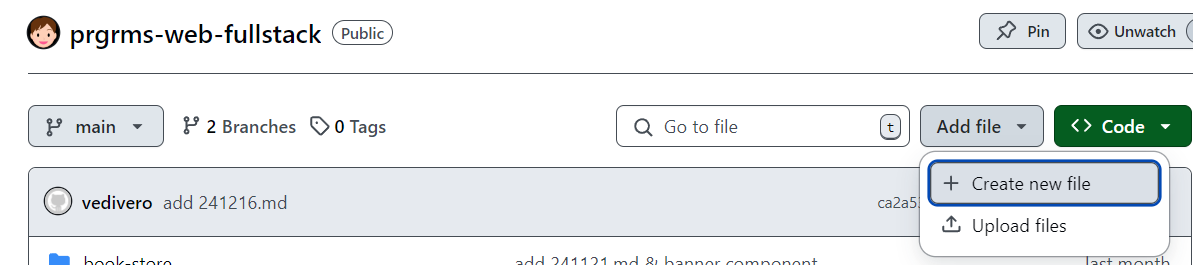 prgrms-web-fullstack Public Pin Unwatch
main 2 Branches 0 Tags Go to file t Add file <> Code
vedivero add 241216.md ca2a5
Create new file
Upload files
book-store add 241121.md & banner component last month